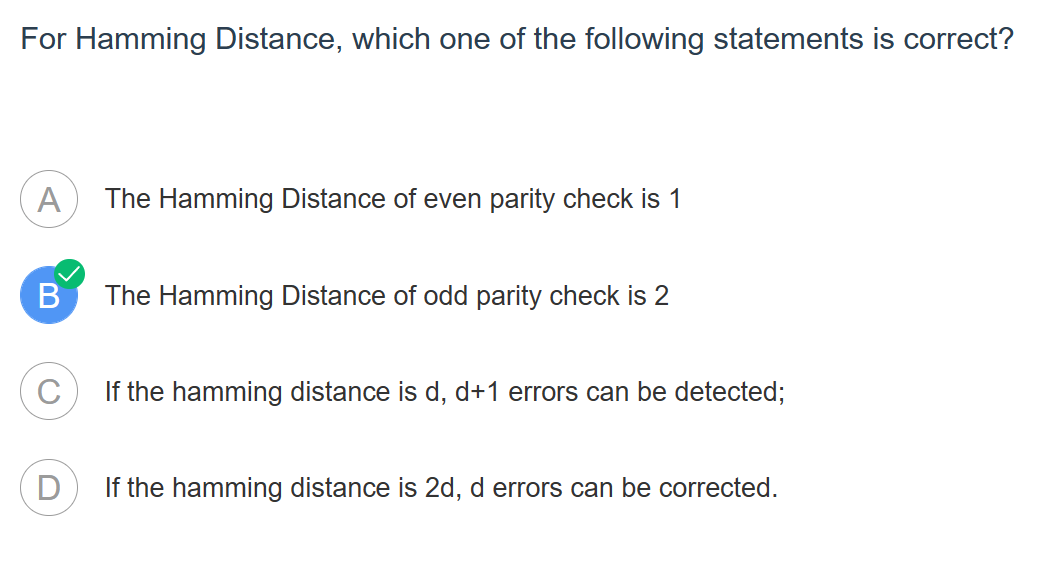 For Hamming Distance, which one of the following statements is correct?
A The Hamming Distance of even parity check is 1
B The Hamming Distance of odd parity check is 2
C If the hamming distance is d, d+1 errors can be detected;
D If the hamming distance is 2d, d errors can be corrected.